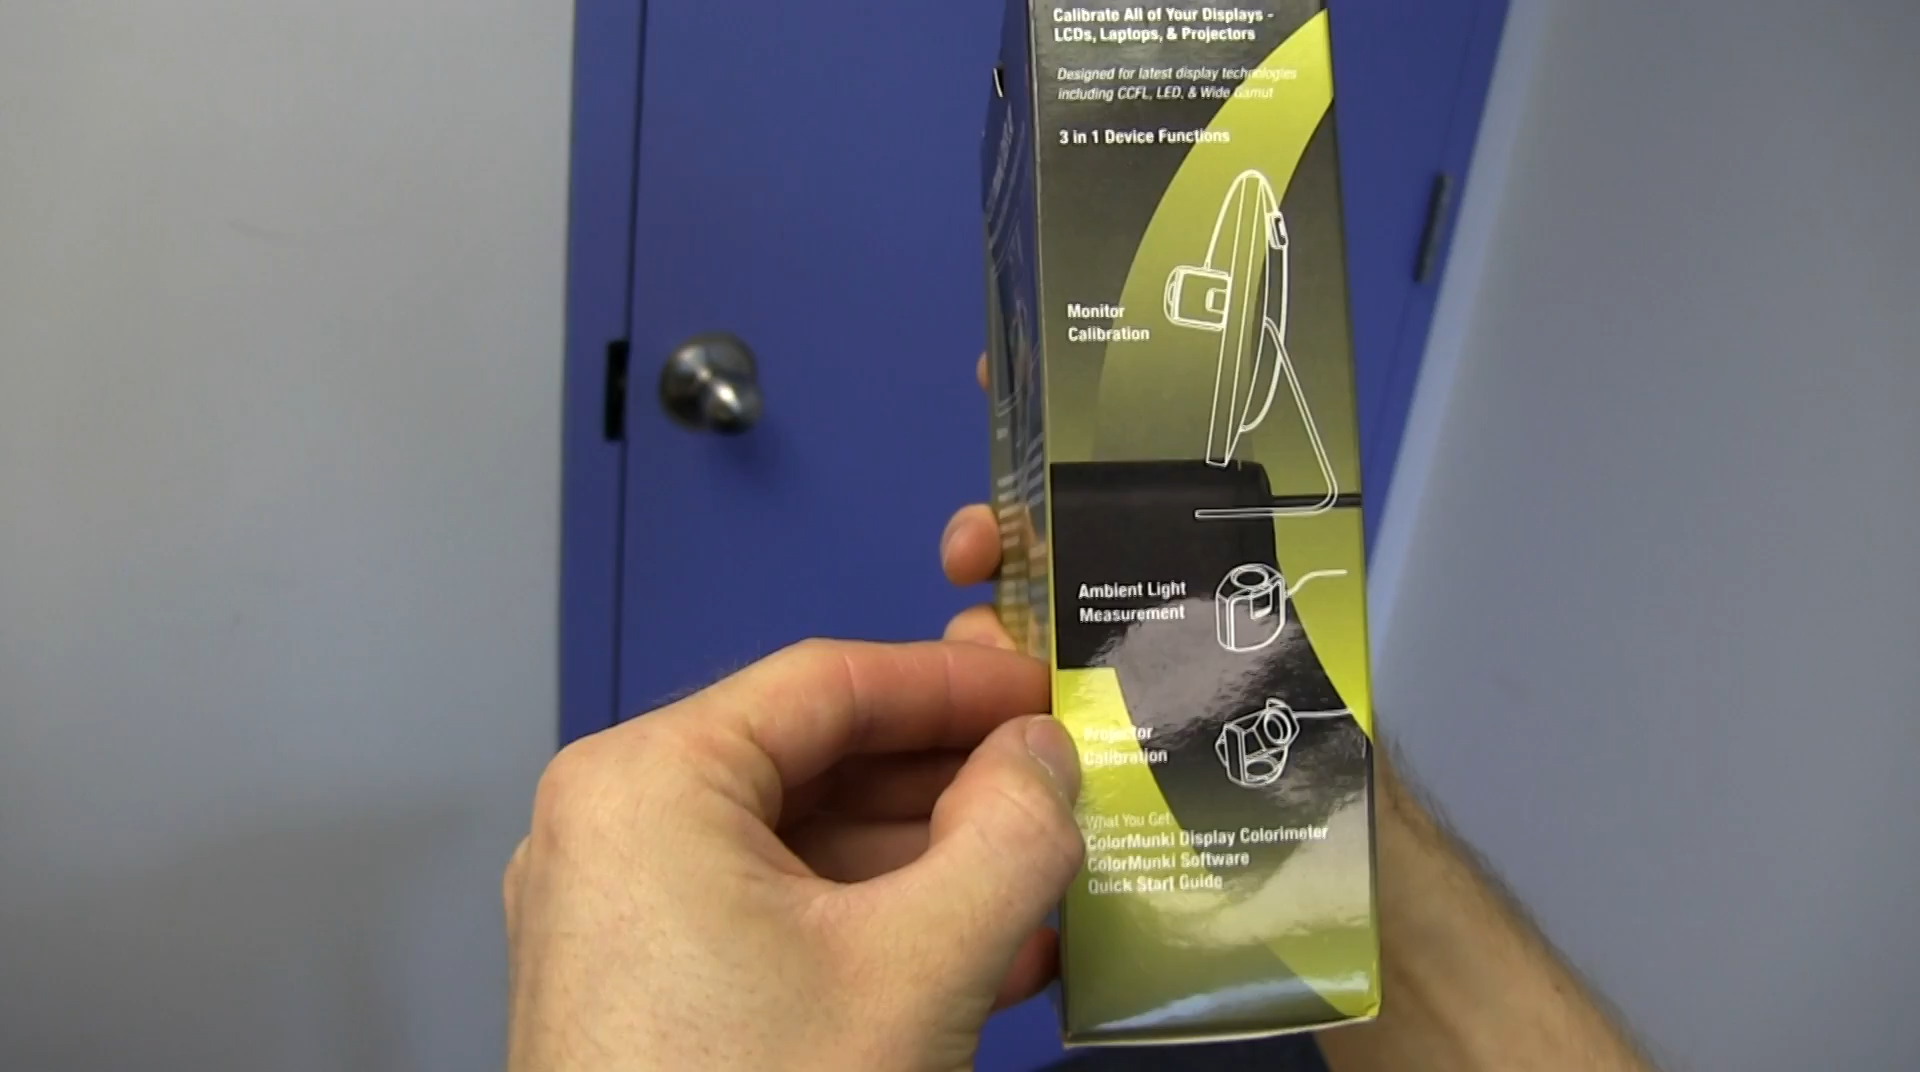 Calibrate All of Your Displays -
LCDs, Laptops, & Projectors
Designed for latest display technologies
including CCFL, LED, & Wide Gamut
3 in 1 Device Functions
Monitor
Calibration
Ambient Light
Measurement
Projector
Calibration
What You Get
ColorMunki Display Colorimeter
ColorMunki Software
Quick Start Guide